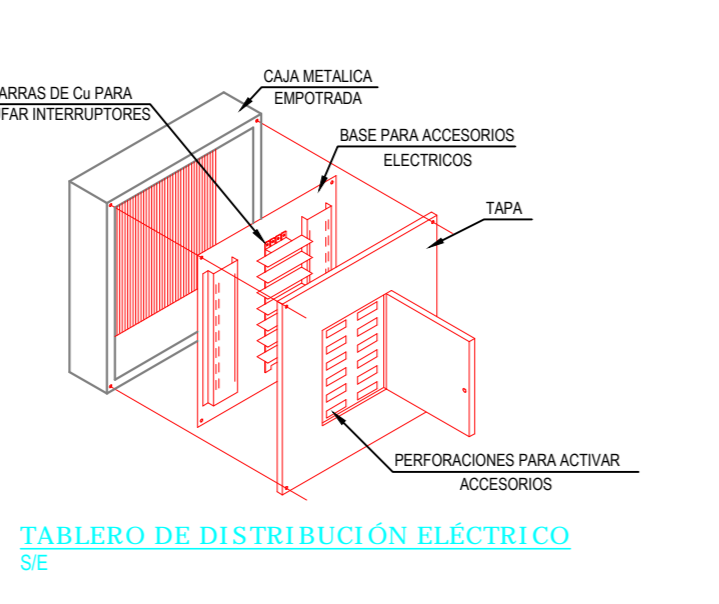 CAJA METALICA
EMPOTRADA
ARRAS DE Cu PARA
FAR INTERRUPTORES
BASE PARA ACCESORIOS
ELECTRICOS
TAPA
PERFORACIONES PARA ACTIVAR
ACCESORIOS
TABLERO DE DISTRIBUCIÓN ELÉCTRICO
S/E